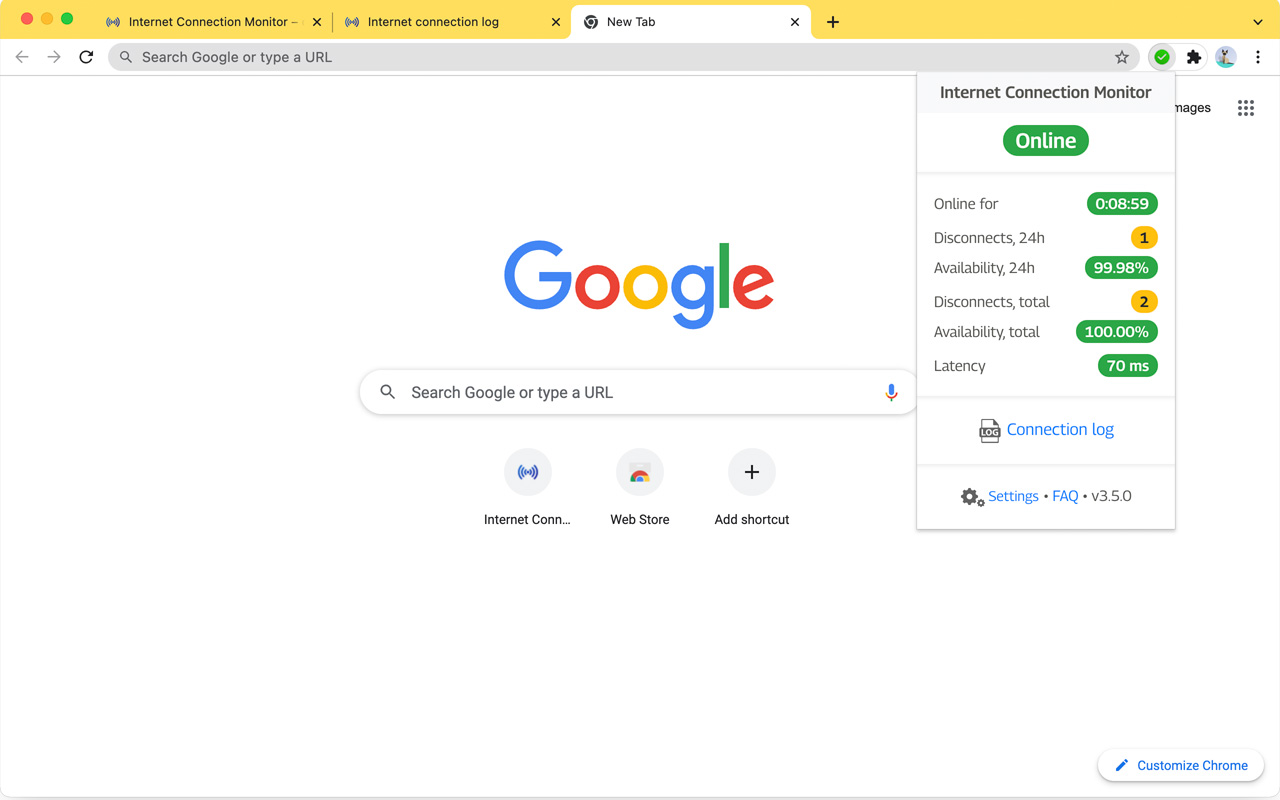 Internet Connection Monitor –
Internet connection log
New Tab
Search Google or type a URL
Internet Connection Monitor
mages
Online
Online for 0:08:59
Disconnects, 24h 1
Availability, 24h 99.98%
Disconnects, total 2
Availability, total 100.00%
Latency 70 ms
LOG Connection log
Settings • FAQ • v3.5.0
Google
Search Google or type a URL
Internet Conn... Web Store Add shortcut
Customize Chrome